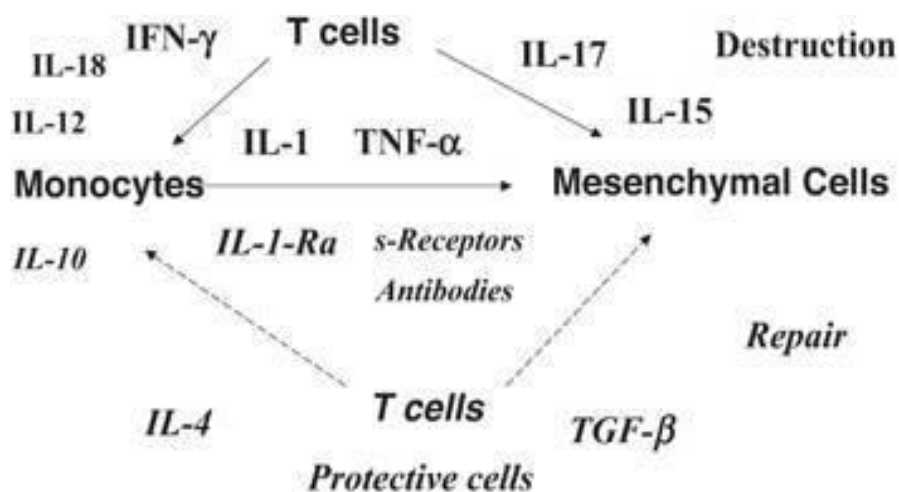 IFN-γ T cells
IL-17 Destruction
IL-18
IL-12
IL-15
IL-1 TNF-α
Monocytes Mesenchymal Cells
IL-1-Ra s-Receptors
IL-10
Antibodies
Repair
T cells
IL-4 TGF-β
Protective cells